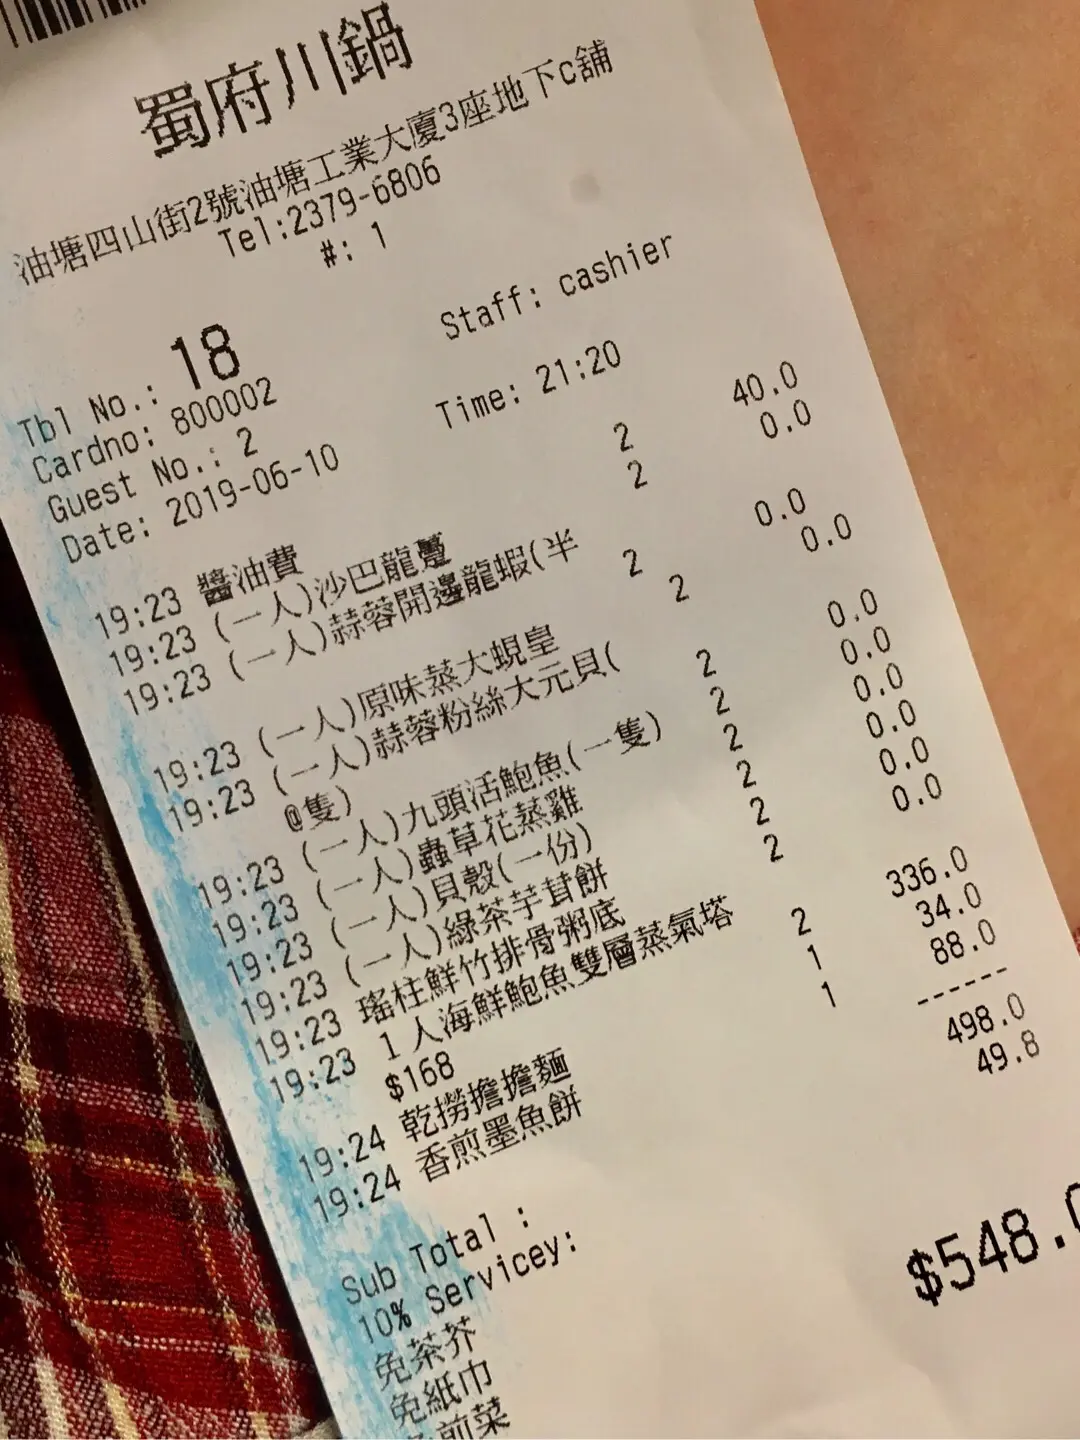 蜀府川鍋
油塘四山街2號油塘工業大廈3座地下c舖
Tel:2379-6806
#: 1
Tbl No.: 18 Staff: cashier
Cardno: 800002
Guest No.: 2
Date: 2019-06-10 Time: 21:20
19:23 醬油費 2 40.0
19:23 (一人)沙巴龍躉 2 0.0
19:23 (一人)蒜蓉開邊龍蝦(半 2 0.0
19:23 (一人)原味蒸大蜆皇 2 0.0
19:23 (一人)蒜蓉粉絲大元貝( 2 0.0
@隻)
19:23 (一人)九頭活鮑魚(一隻) 2 0.0
19:23 (一人)蟲草花蒸雞 2 0.0
19:23 (一人)貝殼(一份) 2 0.0
19:23 (一人)綠茶芋茸餅 2 0.0
19:23 瑤柱鮮竹排骨粥底 2 0.0
19:23 1人海鮮鮑魚雙層蒸氣塔 2 336.0
$168
19:24 乾撈擔擔麵 1 34.0
19:24 香煎墨魚餅 1 88.0
------
Sub Total : 498.0
10% Servicey: 49.8
免茶芥
免紙巾
前菜
$548.0